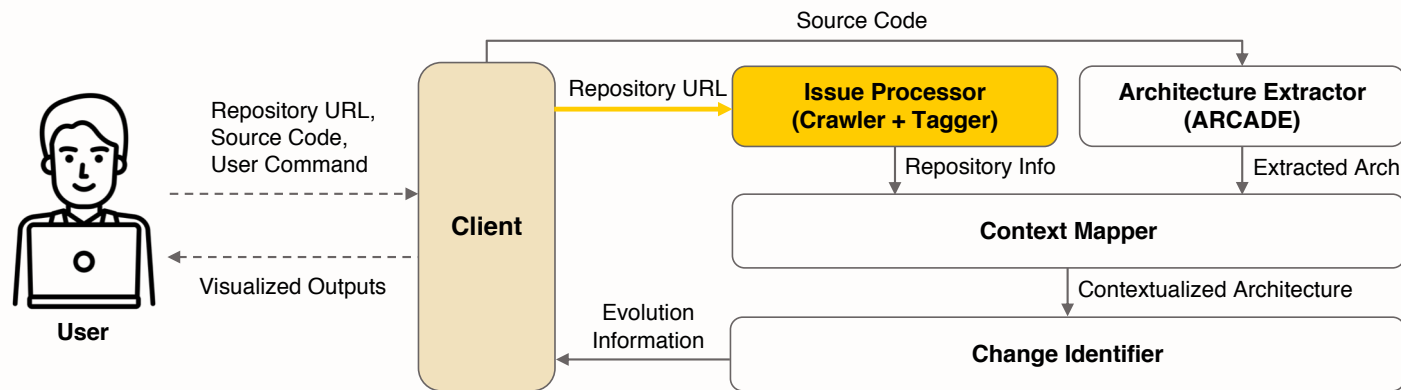 Source Code
Repository URL,
Source Code,
User Command
Repository URL
Issue Processor
(Crawler + Tagger)
Architecture Extractor
(ARCADE)
Repository Info
Extracted Arch
Client
Context Mapper
Visualized Outputs
Contextualized Architecture
User
Evolution
Information
Change Identifier